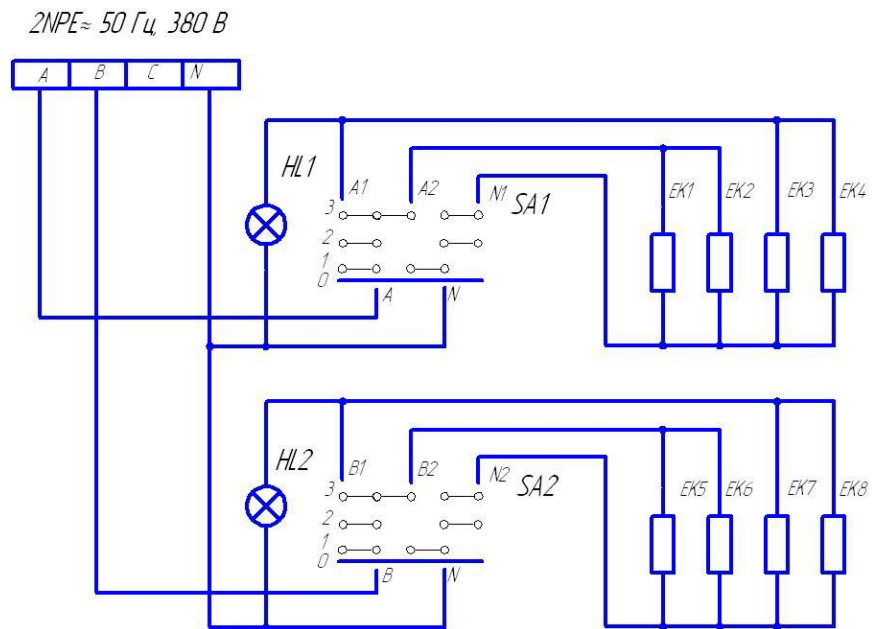 2NPE≈ 50 Гц, 380 В
A B C N
HL1
A1 A2 N1 SA1
EK1 EK2 EK3 EK4
3
2
1
0
A N
HL2
B1 B2 N2 SA2
EK5 EK6 EK7 EK8
3
2
1
0
B N